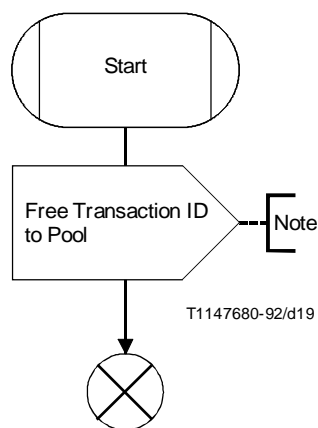 Start
Free Transaction ID
to Pool
Note
T1147680-92/d19